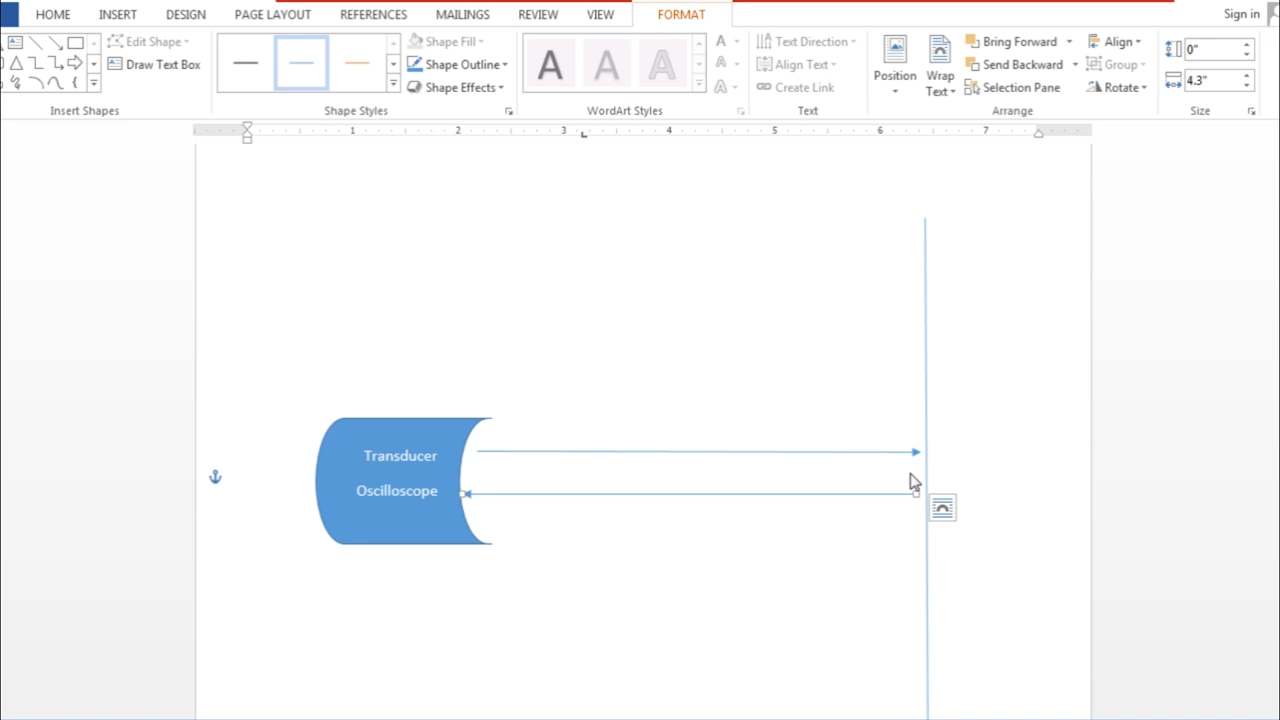 HOME INSERT DESIGN PAGE LAYOUT REFERENCES MAILINGS REVIEW VIEW FORMAT Sign in
Edit Shape Shape Fill A Text Direction Bring Forward Align 0"
Draw Text Box Shape Outline A A A A Align Text Send Backward Group
Shape Effects A Create Link Position Wrap Text Selection Pane Rotate 4.3"
Insert Shapes Shape Styles WordArt Styles Text Arrange Size
1 2 3 4 5 6 7
Transducer
Oscilloscope